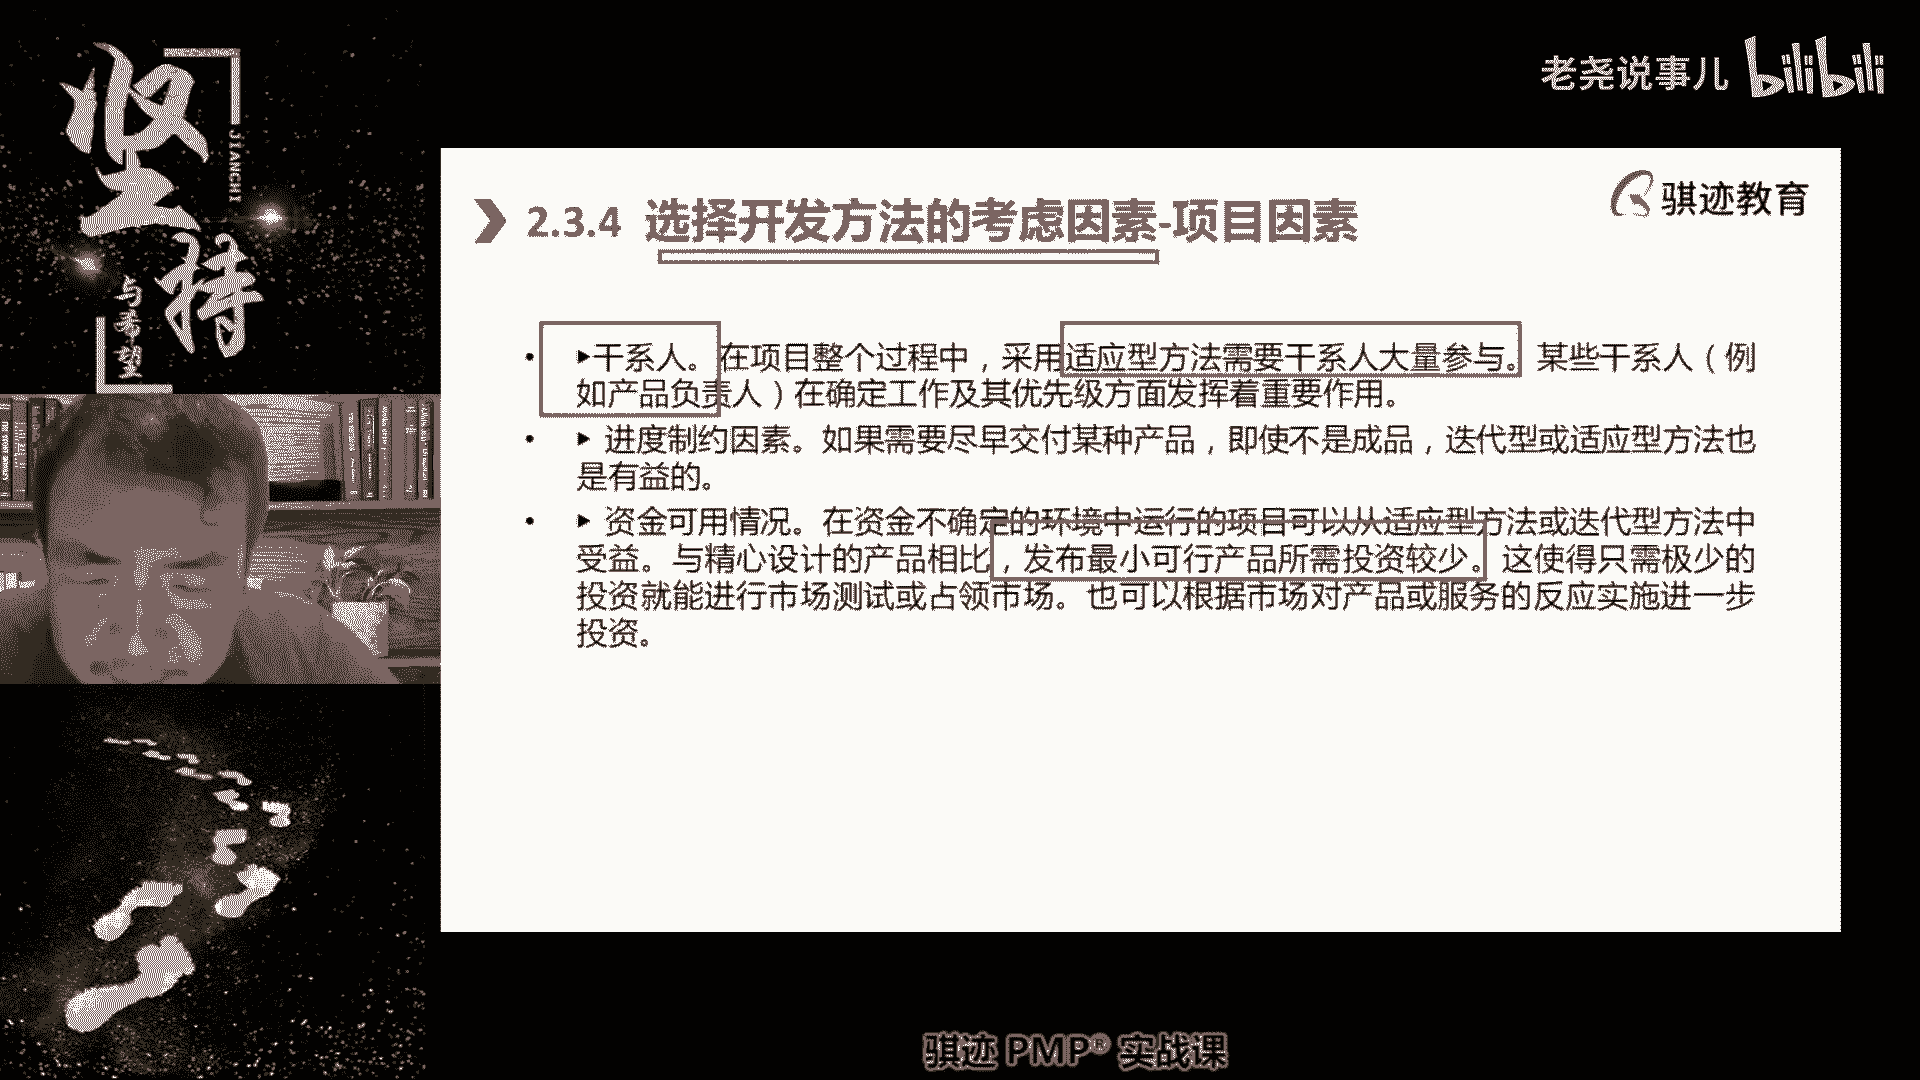 坚持
JIANCHI
与希望
老尧说事儿 bilibili
骐迹教育
2.3.4 选择开发方法的考虑因素-项目因素
• ▶干系人。在项目整个过程中，采用适应型方法需要干系人大量参与。某些干系人（例
如产品负责人）在确定工作及其优先级方面发挥着重要作用。
• ▶ 进度制约因素。如果需要尽早交付某种产品，即使不是成品，迭代型或适应型方法也
是有益的。
• ▶ 资金可用情况。在资金不确定的环境中运行的项目可以从适应型方法或迭代型方法中
受益。与精心设计的产品相比，发布最小可行产品所需投资较少。这使得只需极少的
投资就能进行市场测试或占领市场。也可以根据市场对产品或服务的反应实施进一步
投资。
骐迹 PMP® 实战课